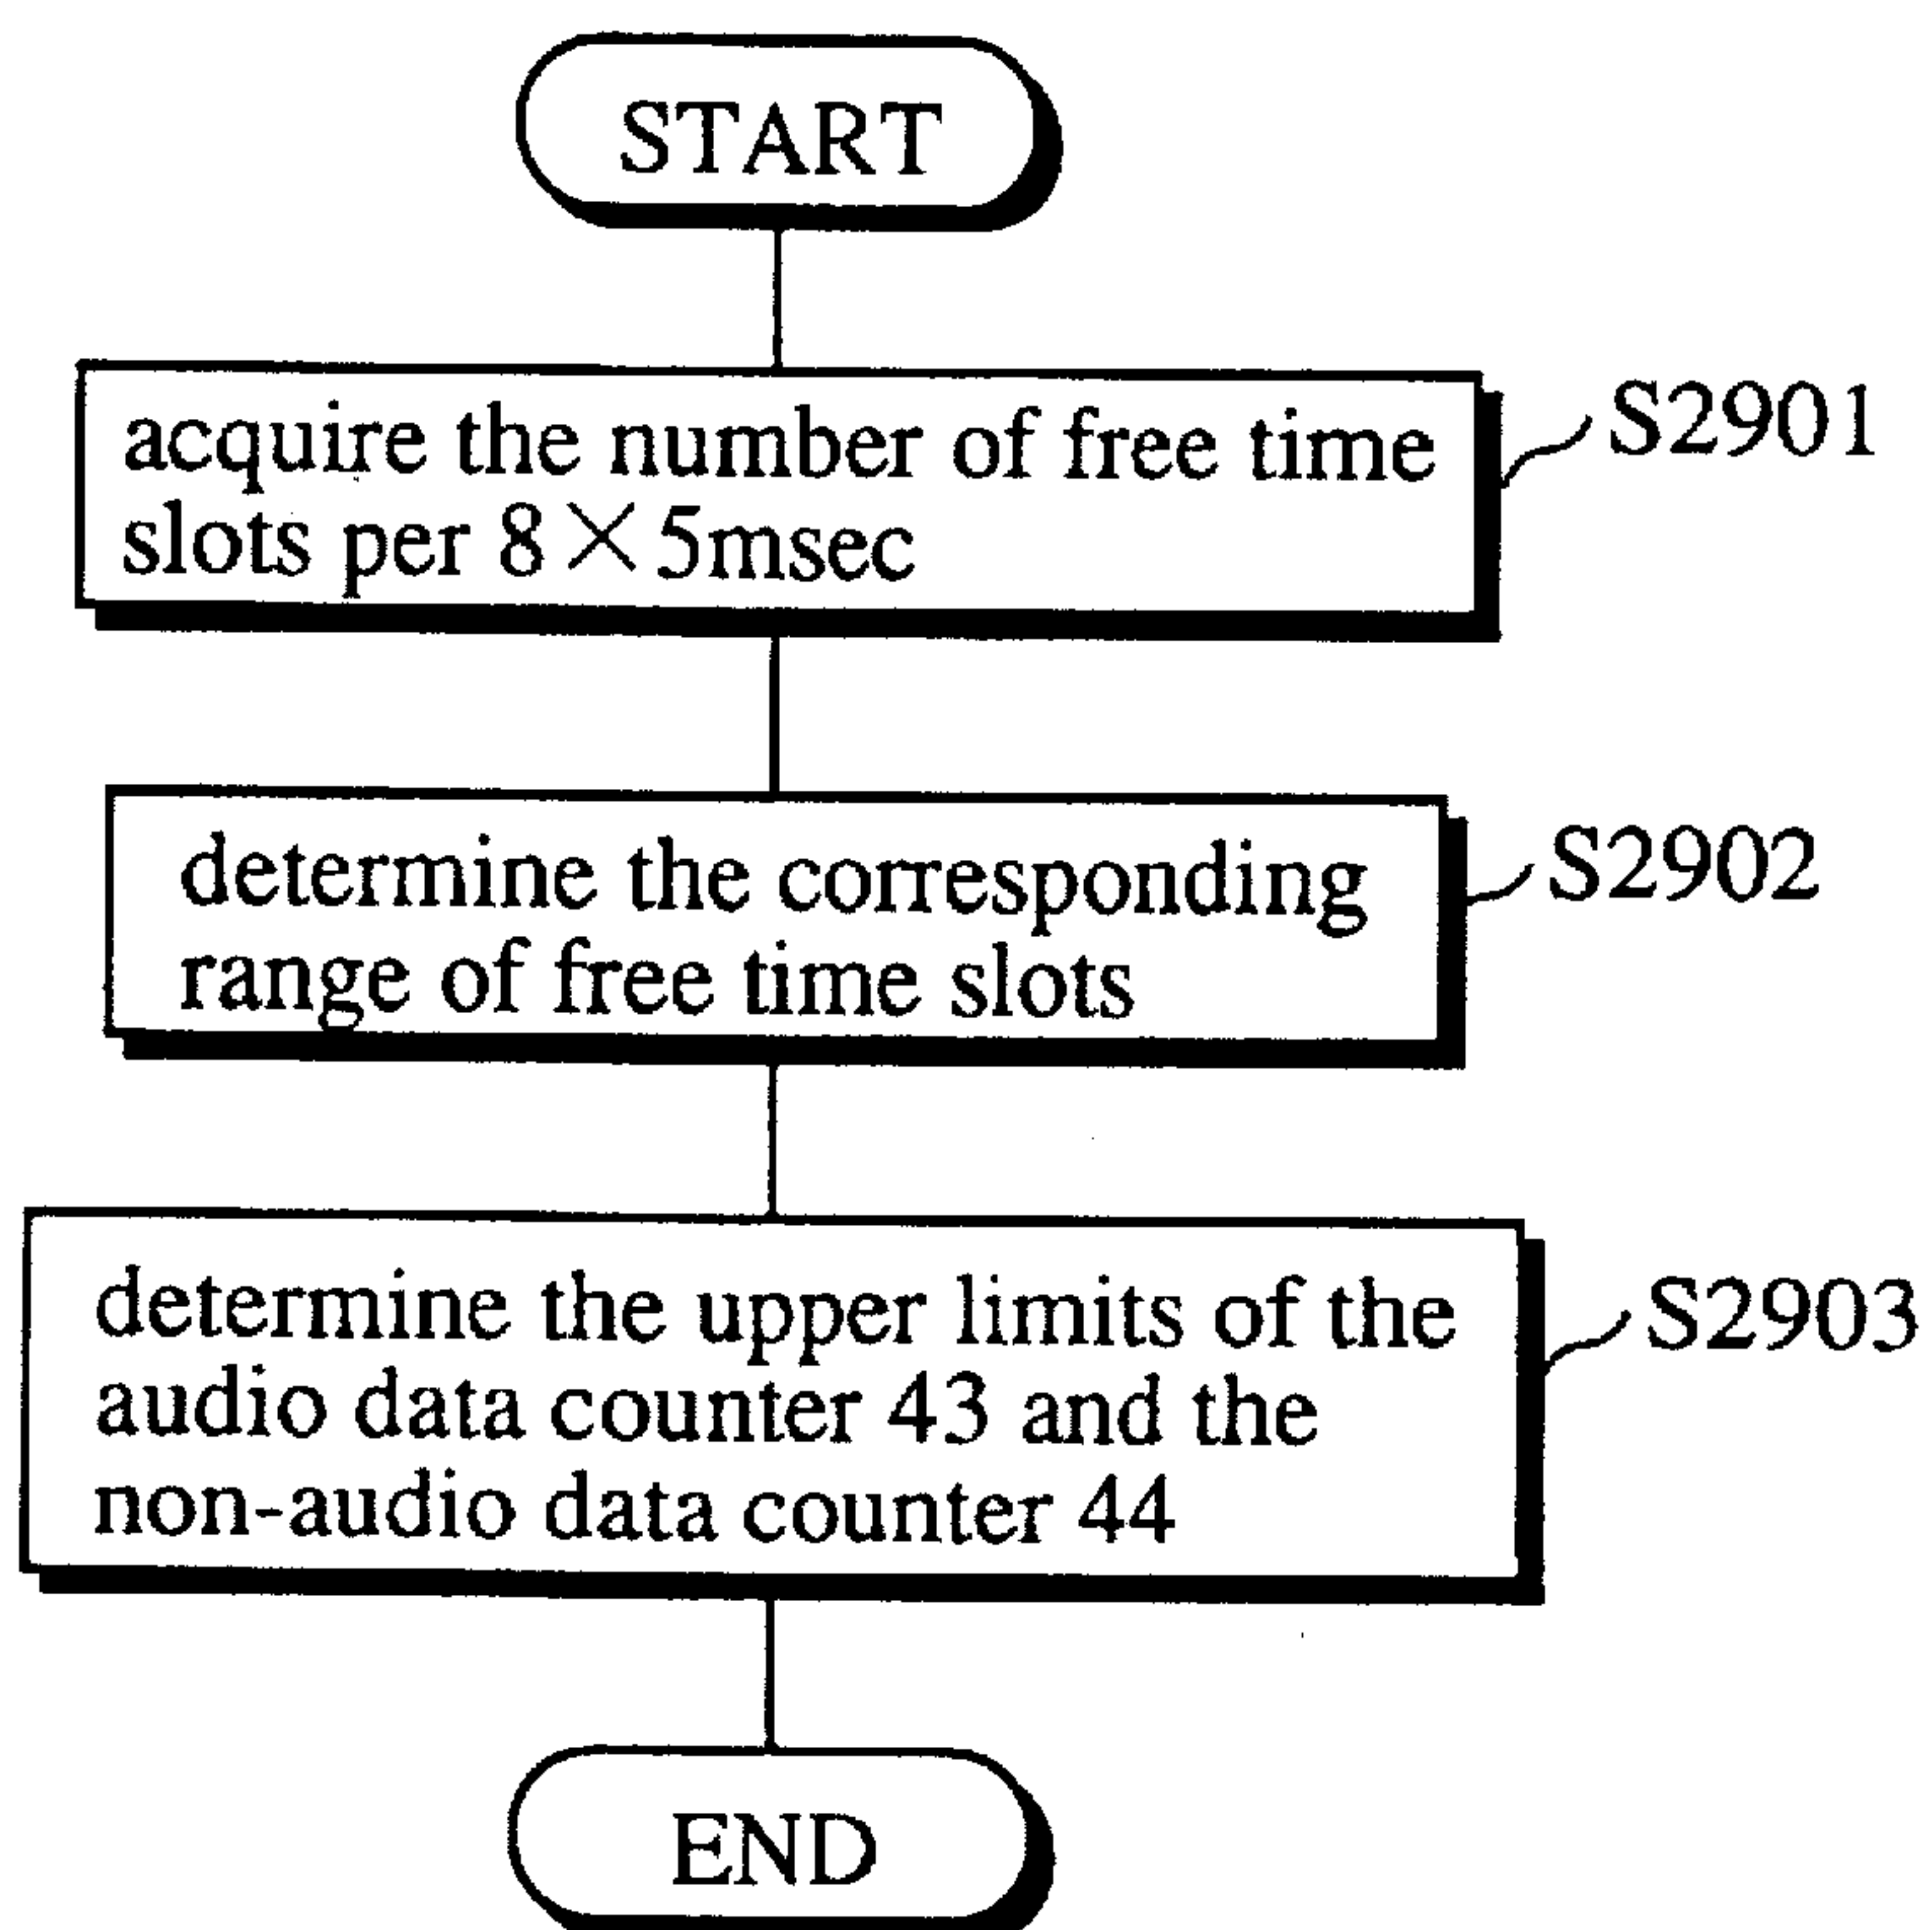 START
acquire the number of free time
slots per 8×5msec
S2901
determine the corresponding
range of free time slots
S2902
determine the upper limits of the
audio data counter 43 and the
non-audio data counter 44
S2903
END